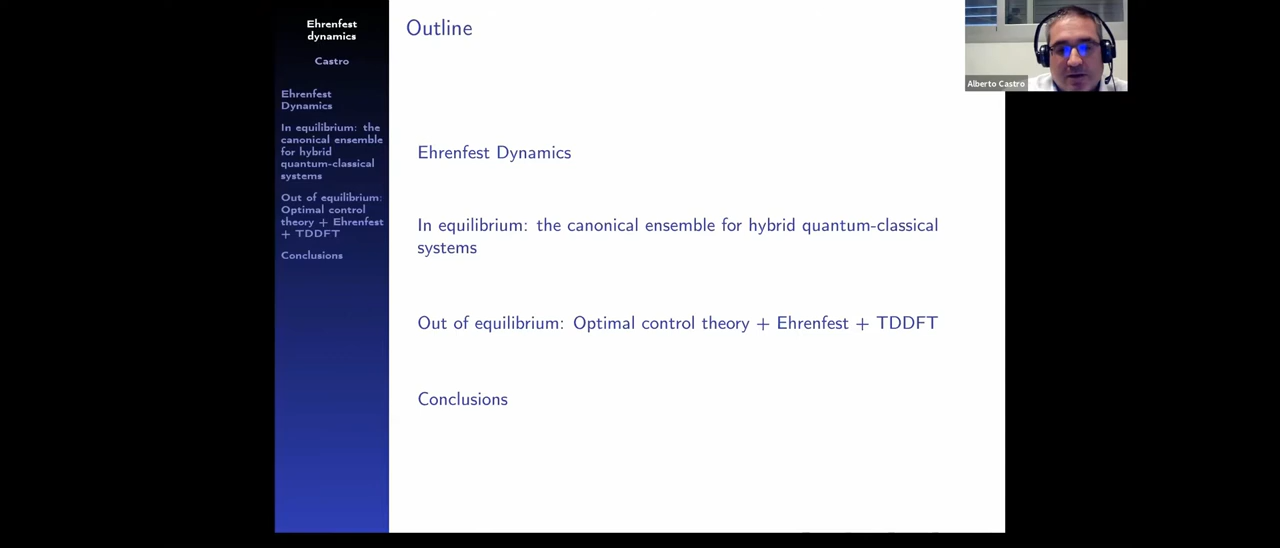 Ehrenfest
dynamics
Castro
Ehrenfest
Dynamics
In equilibrium: the
canonical ensemble
for hybrid
quantum-classical
systems
Out of equilibrium:
Optimal control
theory + Ehrenfest
+ TDDFT
Conclusions
Outline
Ehrenfest Dynamics
In equilibrium: the canonical ensemble for hybrid quantum-classical
systems
Out of equilibrium: Optimal control theory + Ehrenfest + TDDFT
Conclusions
Alberto Castro